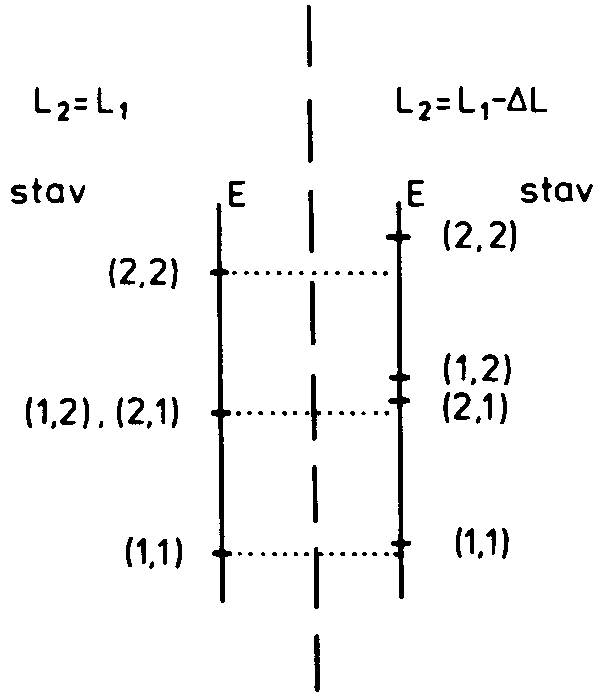 L₂=L₁
L₂=L₁-ΔL
stav
E
E
stav
(2,2)
(2,2)
(1,2)
(1,2),(2,1)
(2,1)
(1,1)
(1,1)